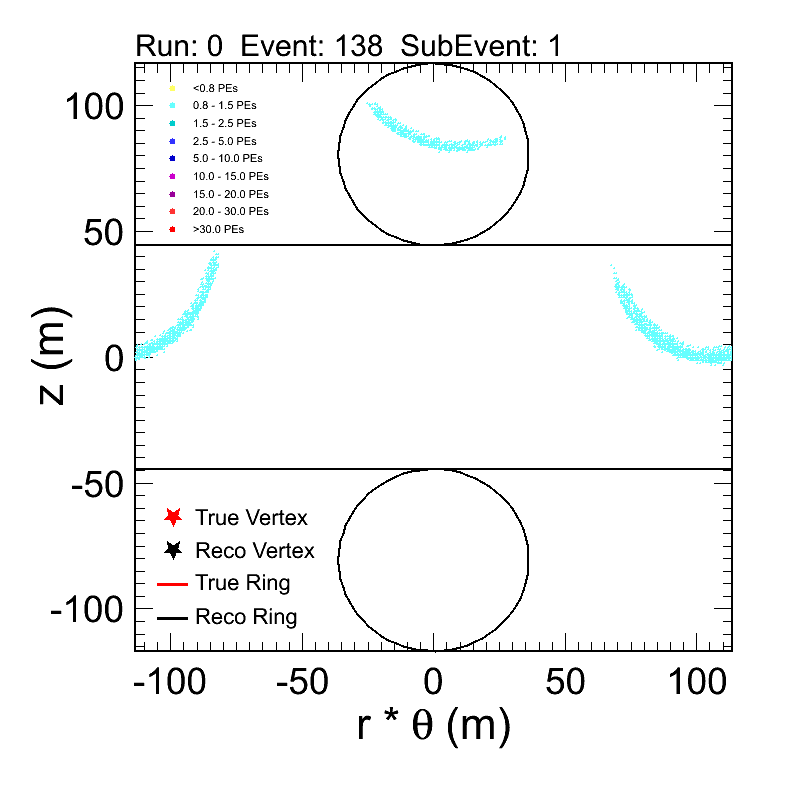 Run: 0  Event: 138  SubEvent: 1
<0.8 PEs
0.8 - 1.5 PEs
1.5 - 2.5 PEs
2.5 - 5.0 PEs
5.0 - 10.0 PEs
10.0 - 15.0 PEs
15.0 - 20.0 PEs
20.0 - 30.0 PEs
>30.0 PEs
100
50
0
-50
-100
z (m)
True Vertex
Reco Vertex
True Ring
Reco Ring
-100 -50 0 50 100
r * θ (m)